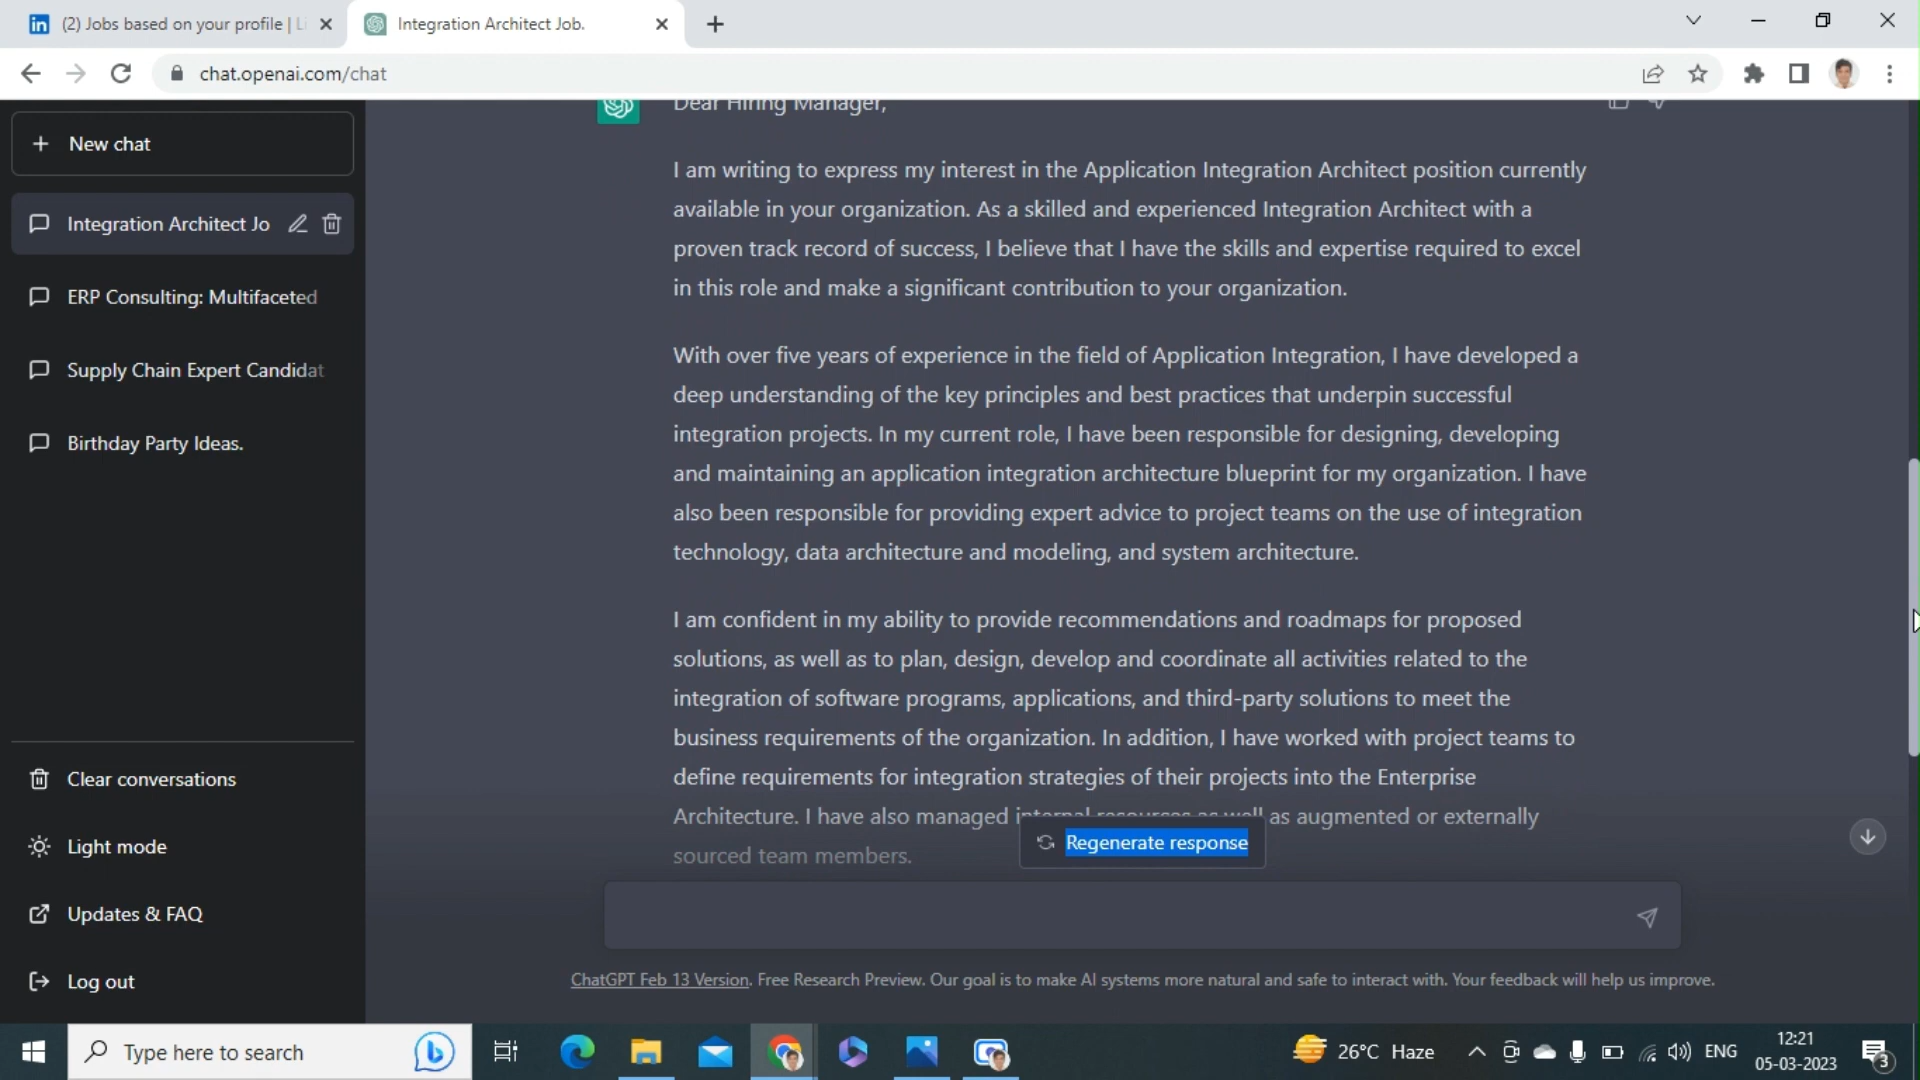 (2) Jobs based on your profile | Li
Integration Architect Job.
chat.openai.com/chat
New chat
Integration Architect Jo
ERP Consulting: Multifaceted
Supply Chain Expert Candidat
Birthday Party Ideas.
Clear conversations
Light mode
Updates & FAQ
Log out
Dear Hiring Manager,
I am writing to express my interest in the Application Integration Architect position currently
available in your organization. As a skilled and experienced Integration Architect with a
proven track record of success, I believe that I have the skills and expertise required to excel
in this role and make a significant contribution to your organization.
With over five years of experience in the field of Application Integration, I have developed a
deep understanding of the key principles and best practices that underpin successful
integration projects. In my current role, I have been responsible for designing, developing
and maintaining an application integration architecture blueprint for my organization. I have
also been responsible for providing expert advice to project teams on the use of integration
technology, data architecture and modeling, and system architecture.
I am confident in my ability to provide recommendations and roadmaps for proposed
solutions, as well as to plan, design, develop and coordinate all activities related to the
integration of software programs, applications, and third-party solutions to meet the
business requirements of the organization. In addition, I have worked with project teams to
define requirements for integration strategies of their projects into the Enterprise
Architecture. I have also managed internal resources as well as augmented or externally
sourced team members.
Regenerate response
ChatGPT Feb 13 Version. Free Research Preview. Our goal is to make AI systems more natural and safe to interact with. Your feedback will help us improve.
Type here to search
26°C Haze
ENG
12:21
05-03-2023
3